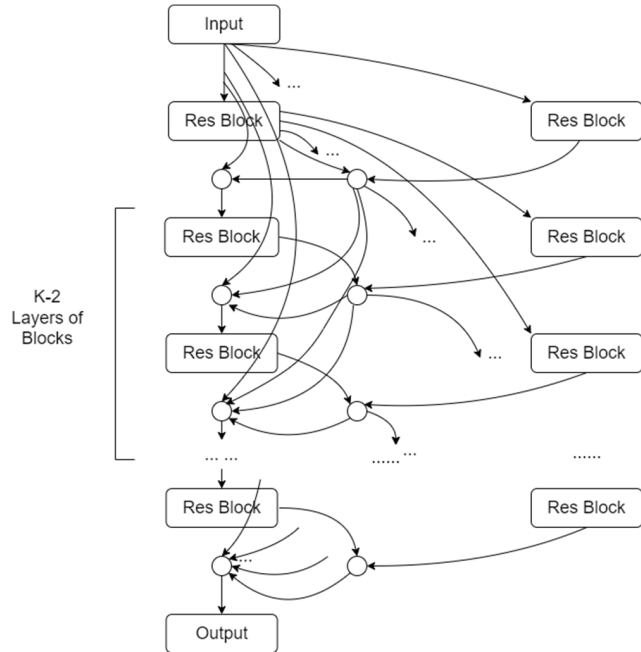 Input
...
Res Block
Res Block
...
Res Block
...
Res Block
K-2
Layers of
Blocks
Res Block
...
Res Block
... ...
......
...
......
Res Block
Res Block
...
Output